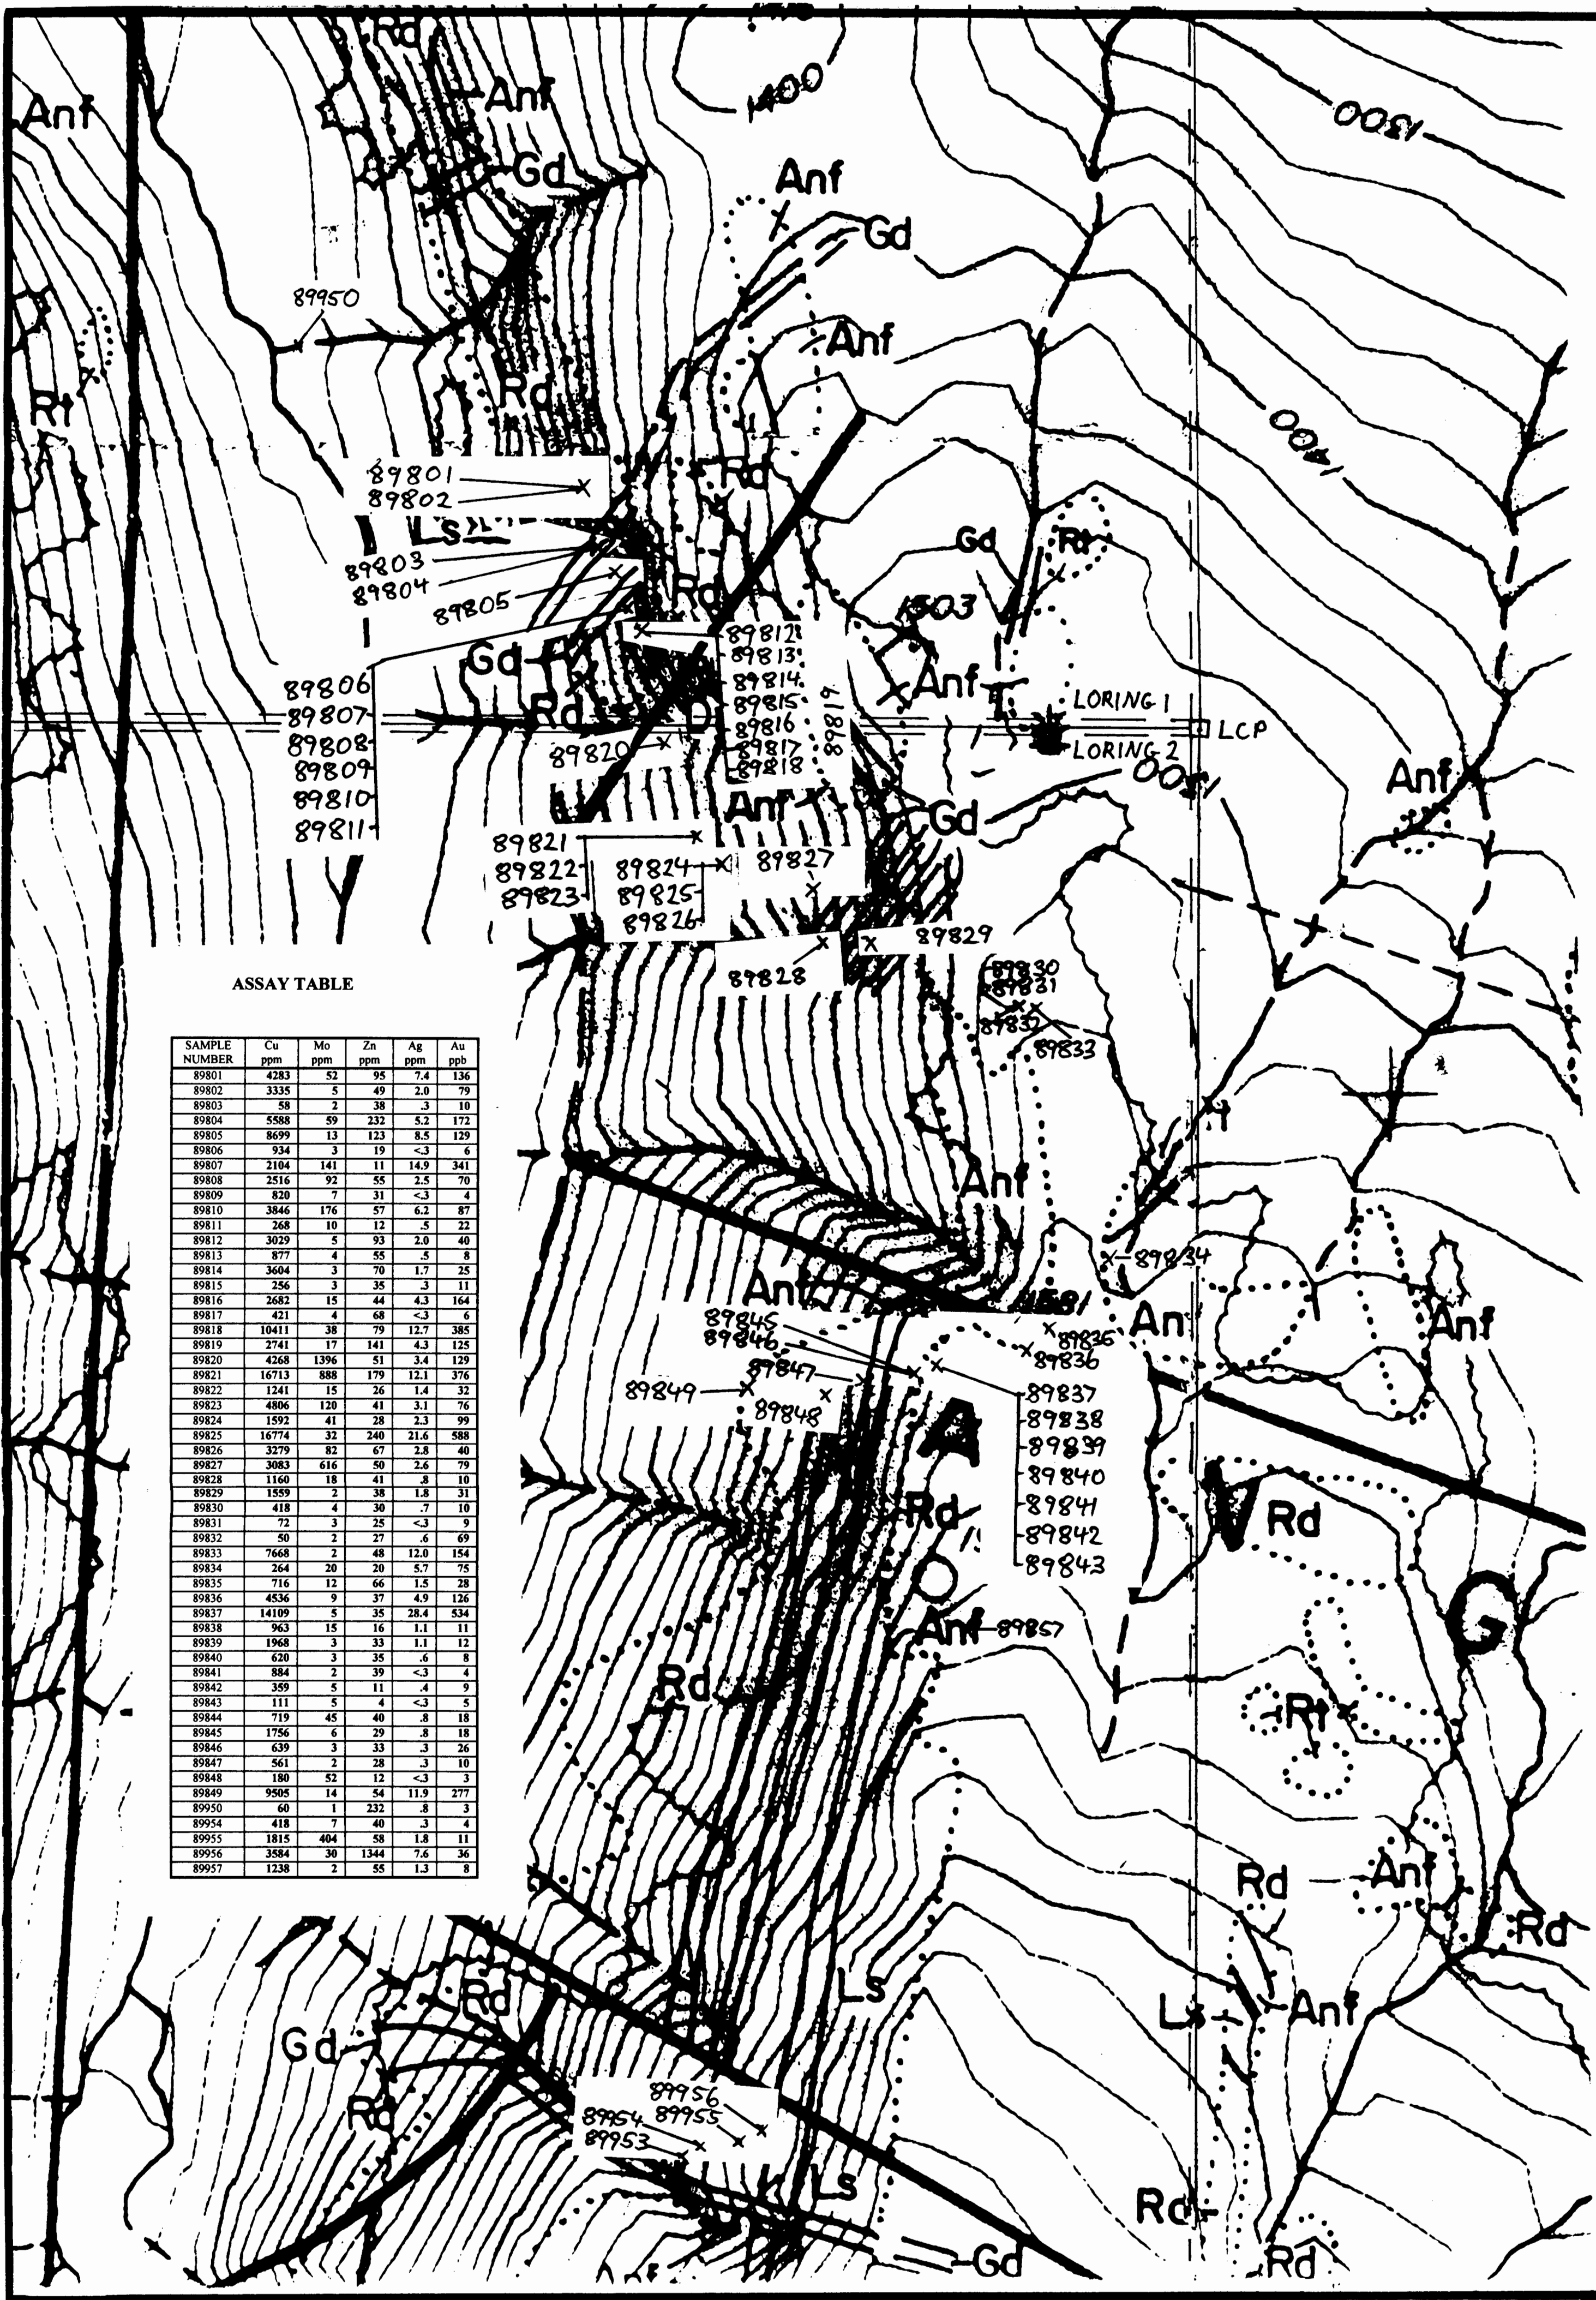 Rd
Anf
Anf
1400
1300
Gd
Anf
Gd
89950
Anf
Rt
Rd
1400
89801
89802
Rd
Ls
Gd
Rt
89803
89804
89805
Rd
1503
89812
89813
Gd
89814
Anf
89806
89815
89819
LORING 1
89807
Rd
89816
LCP
89808
89820
89817
LORING 2
89809
89818
1500
Anf
89810
Anf
Gd
89811
89821
89822
89824
89827
89823
89825
89826
89829
89828
89830
89831
89832
89833
ASSAY TABLE
SAMPLE NUMBER Cu ppm Mo ppm Zn ppm Ag ppm Au ppb
89801 4283 52 95 7.4 136
89802 3335 5 49 2.0 79
89803 58 2 38 .3 10
89804 5588 59 232 5.2 172
89805 8699 13 123 8.5 129
89806 934 3 19 <.3 6
89807 2104 141 11 14.9 341
89808 2516 92 55 2.5 70
89809 820 7 31 <.3 4
89810 3846 176 57 6.2 87
89811 268 10 12 .5 22
89812 3029 5 93 2.0 40
89813 877 4 55 .5 8
89814 3604 3 70 1.7 25
89815 256 3 35 .3 11
89816 2682 15 44 4.3 164
89817 421 4 68 <.3 6
89818 10411 38 79 12.7 385
89819 2741 17 141 4.3 125
89820 4268 1396 51 3.4 129
89821 16713 888 179 12.1 376
89822 1241 15 26 1.4 32
89823 4806 120 41 3.1 76
89824 1592 41 28 2.3 99
89825 16774 32 240 21.6 588
89826 3279 82 67 2.8 40
89827 3083 616 50 2.6 79
89828 1160 18 41 .8 10
89829 1559 2 38 1.8 31
89830 418 4 30 .7 10
89831 72 3 25 <.3 9
89832 50 2 27 .6 69
89833 7668 2 48 12.0 154
89834 264 20 20 5.7 75
89835 716 12 66 1.5 28
89836 4536 9 37 4.9 126
89837 14109 5 35 28.4 534
89838 963 15 16 1.1 11
89839 1968 3 33 1.1 12
89840 620 3 35 .6 8
89841 884 2 39 <.3 4
89842 359 5 11 .4 9
89843 111 5 4 <.3 5
89844 719 45 40 .8 18
89845 1756 6 29 .8 18
89846 639 3 33 .3 26
89847 561 2 28 .3 10
89848 180 52 12 <.3 3
89849 9505 14 54 11.9 277
89950 60 1 232 .8 3
89954 418 7 40 .3 4
89955 1815 404 58 1.8 11
89956 3584 30 1344 7.6 36
89957 1238 2 55 1.3 8
Anf
89834
Anf
1581
89845
89846
89835
An
Anf
89836
89847
89849
89848
89837
89838
A
89839
89840
89841
Rd
V
Rd
89842
89843
G
Anf
89857
Rd
Rt
Rd
Anf
Rd
Rd
Ls
Gd
Ls
Anf
Rd
89956
89954 89955
89953
Ls
Rd
Gd
Rd